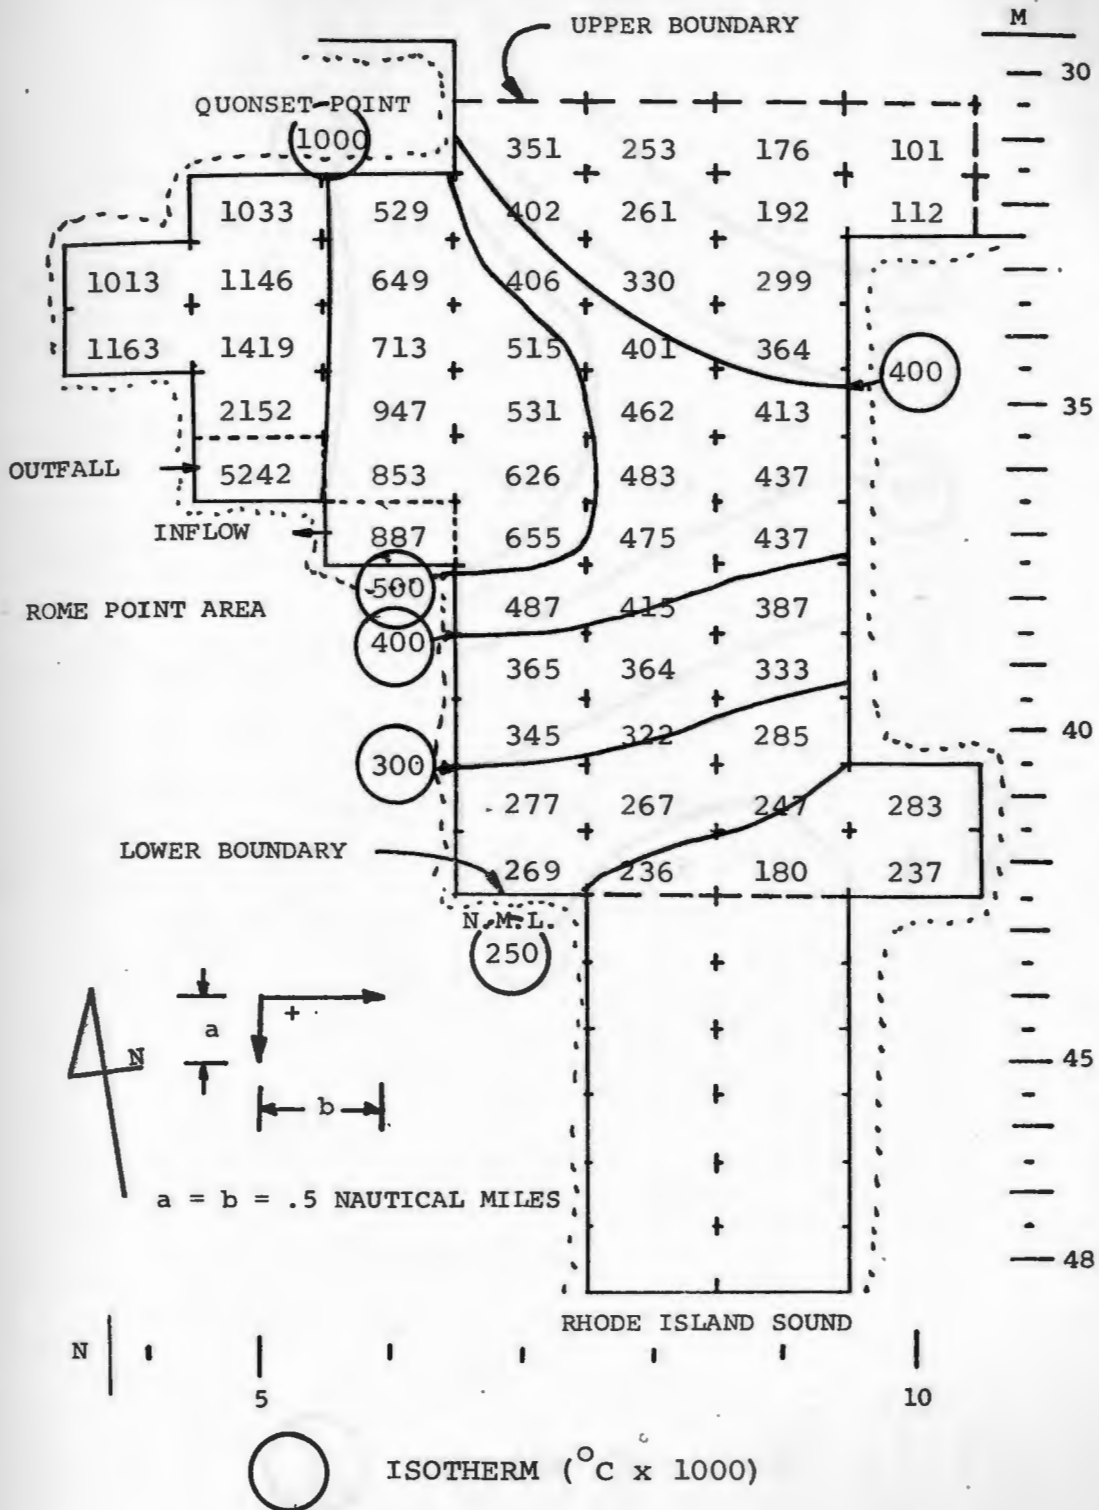 UPPER BOUNDARY
M
30
QUONSET POINT
1000
351 253 176 101
1033 529 402 261 192 112
1013 1146 649 406 330 299
1163 1419 713 515 401 364
400
2152 947 531 462 413
35
OUTFALL
5242 853 626 483 437
INFLOW
887 655 475 437
500
ROME POINT AREA
487 415 387
400
365 364 333
300
345 322 285
40
277 267 247 283
LOWER BOUNDARY
269 236 180 237
N.M.L.
250
a
+
N
b
45
a = b = .5 NAUTICAL MILES
48
RHODE ISLAND SOUND
N
5
10
ISOTHERM (°C x 1000)